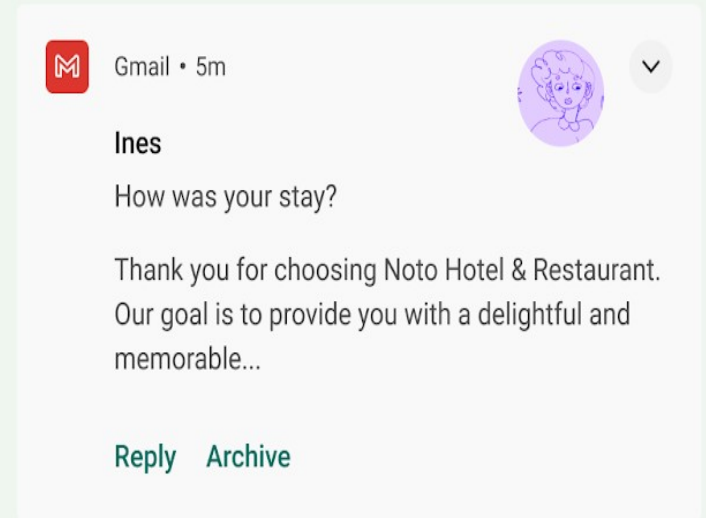 Gmail • 5m
Ines
How was your stay?
Thank you for choosing Noto Hotel & Restaurant.
Our goal is to provide you with a delightful and
memorable...
Reply Archive